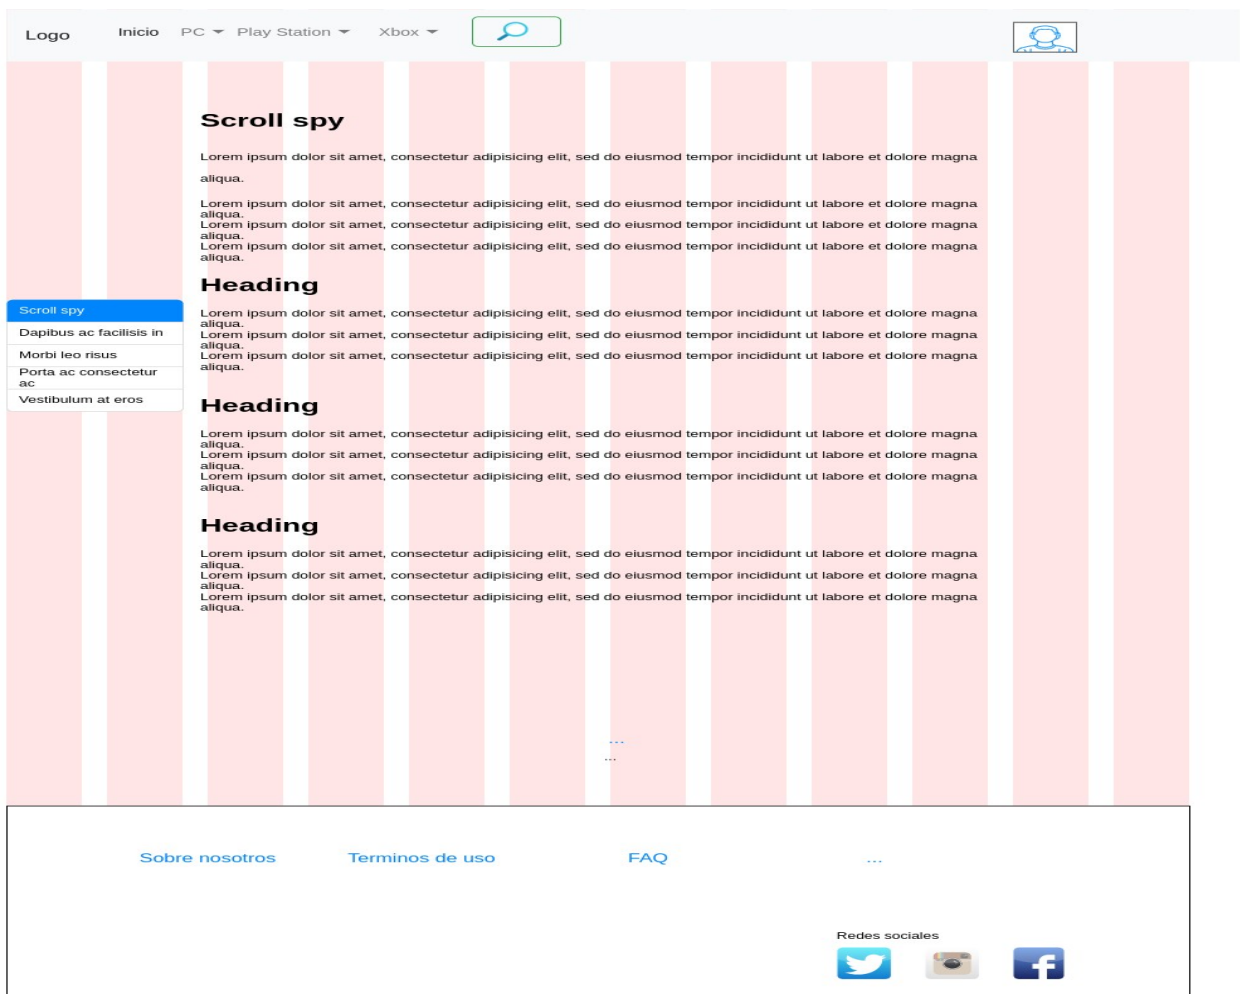 Logo
Inicio
PC
Play Station
Xbox
Scroll spy
Lorem ipsum dolor sit amet, consectetur adipisicing elit, sed do eiusmod tempor incididunt ut labore et dolore magna
aliqua.
Lorem ipsum dolor sit amet, consectetur adipisicing elit, sed do eiusmod tempor incididunt ut labore et dolore magna
aliqua.
Lorem ipsum dolor sit amet, consectetur adipisicing elit, sed do eiusmod tempor incididunt ut labore et dolore magna
aliqua.
Lorem ipsum dolor sit amet, consectetur adipisicing elit, sed do eiusmod tempor incididunt ut labore et dolore magna
aliqua.
Heading
Lorem ipsum dolor sit amet, consectetur adipisicing elit, sed do eiusmod tempor incididunt ut labore et dolore magna
aliqua.
Lorem ipsum dolor sit amet, consectetur adipisicing elit, sed do eiusmod tempor incididunt ut labore et dolore magna
aliqua.
Lorem ipsum dolor sit amet, consectetur adipisicing elit, sed do eiusmod tempor incididunt ut labore et dolore magna
aliqua.
Scroll spy
Dapibus ac facilisis in
Morbi leo risus
Porta ac consectetur
ac
Vestibulum at eros
Heading
Lorem ipsum dolor sit amet, consectetur adipisicing elit, sed do eiusmod tempor incididunt ut labore et dolore magna
aliqua.
Lorem ipsum dolor sit amet, consectetur adipisicing elit, sed do eiusmod tempor incididunt ut labore et dolore magna
aliqua.
Lorem ipsum dolor sit amet, consectetur adipisicing elit, sed do eiusmod tempor incididunt ut labore et dolore magna
aliqua.
Heading
Lorem ipsum dolor sit amet, consectetur adipisicing elit, sed do eiusmod tempor incididunt ut labore et dolore magna
aliqua.
Lorem ipsum dolor sit amet, consectetur adipisicing elit, sed do eiusmod tempor incididunt ut labore et dolore magna
aliqua.
Lorem ipsum dolor sit amet, consectetur adipisicing elit, sed do eiusmod tempor incididunt ut labore et dolore magna
aliqua.
...
...
Sobre nosotros
Terminos de uso
FAQ
...
Redes sociales